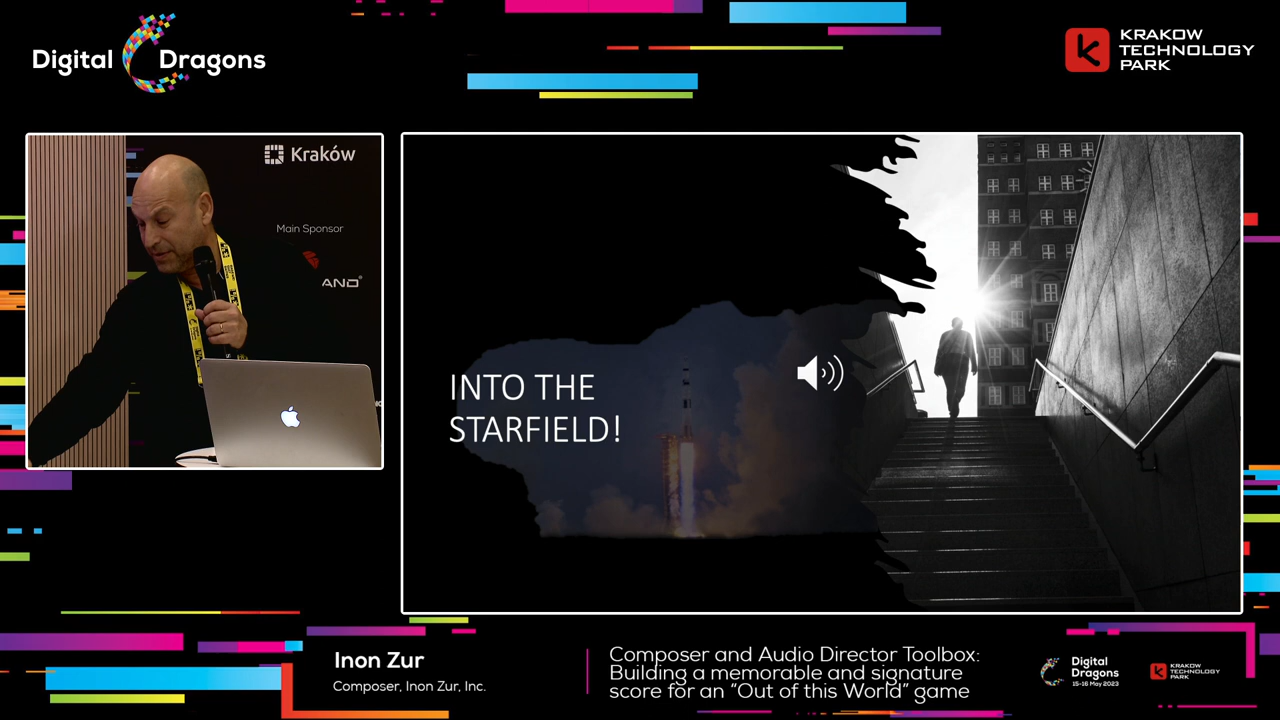 Digital Dragons
KRAKOW
TECHNOLOGY
PARK
Kraków
Main Sponsor
AND
INTO THE
STARFIELD!
Inon Zur
Composer, Inon Zur, Inc.
Composer and Audio Director Toolbox:
Building a memorable and signature
score for an “Out of this World” game
Digital
Dragons
15-16 May 2023
KRAKOW
TECHNOLOGY
PARK